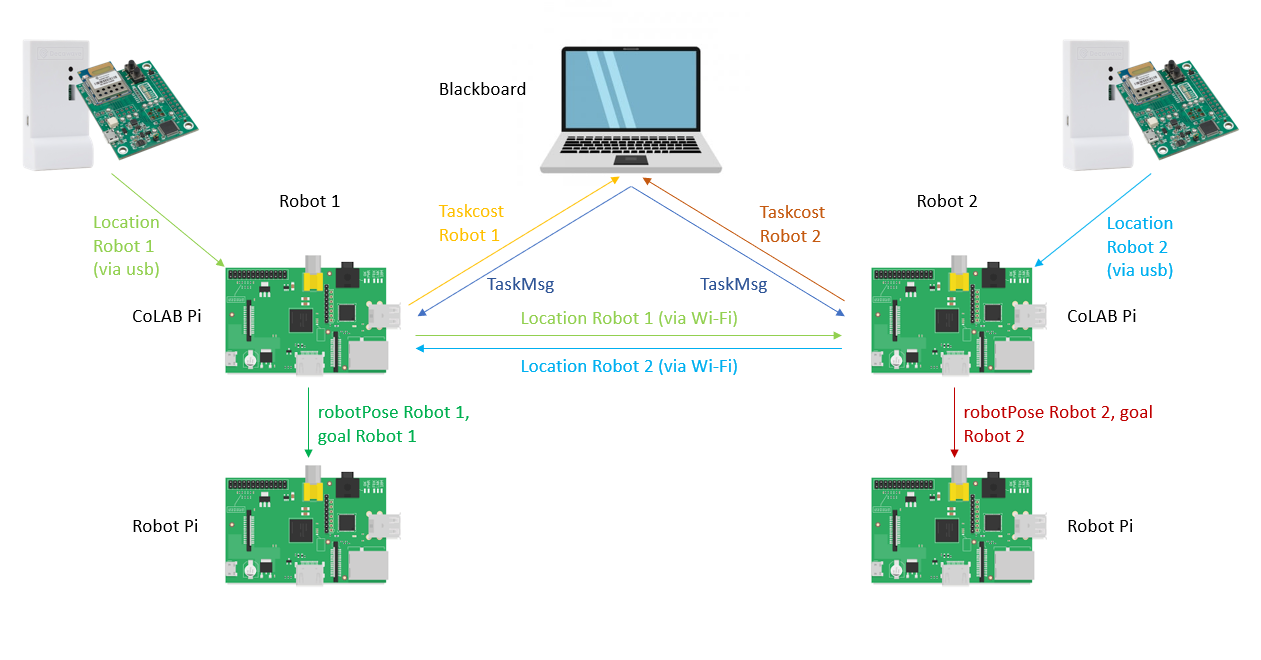 Blackboard
Robot 1
Robot 2
Location
Robot 1
(via usb)
Taskcost
Robot 1
Taskcost
Robot 2
Location
Robot 2
(via usb)
TaskMsg
TaskMsg
CoLAB Pi
Location Robot 1 (via Wi-Fi)
CoLAB Pi
Location Robot 2 (via Wi-Fi)
robotPose Robot 1,
goal Robot 1
robotPose Robot 2, goal
Robot 2
Robot Pi
Robot Pi